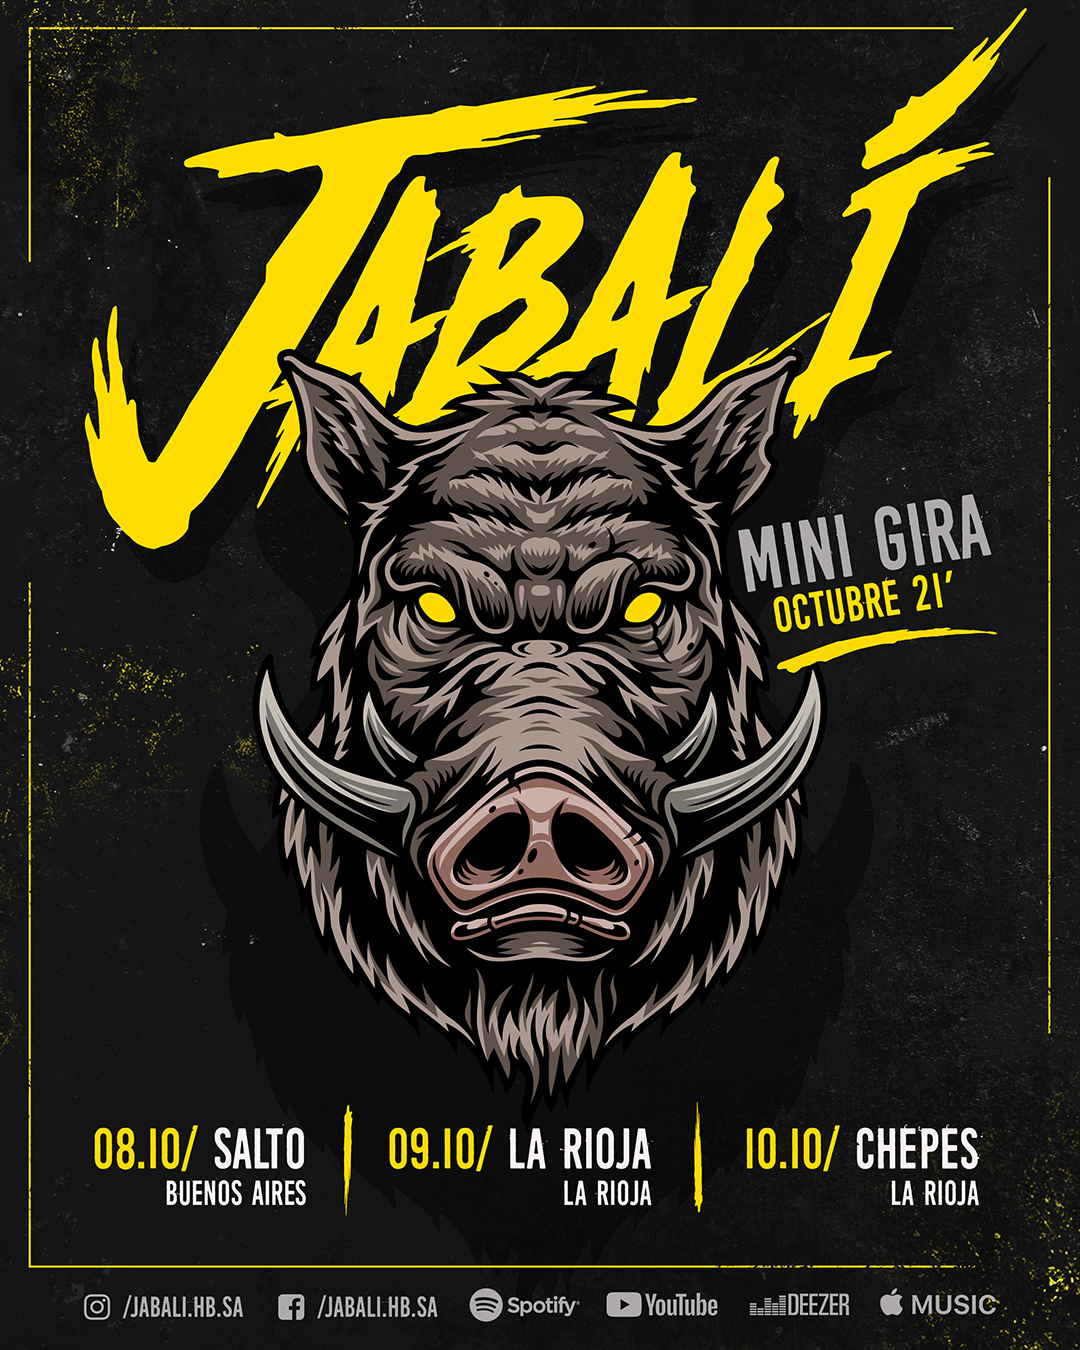 JABALÍ
MINI GIRA
OCTUBRE 21'
08.10/ SALTO
BUENOS AIRES
09.10/ LA RIOJA
LA RIOJA
10.10/ CHEPES
LA RIOJA
/JABALI.HB.SA /JABALI.HB.SA Spotify YouTube DEEZER MUSIC